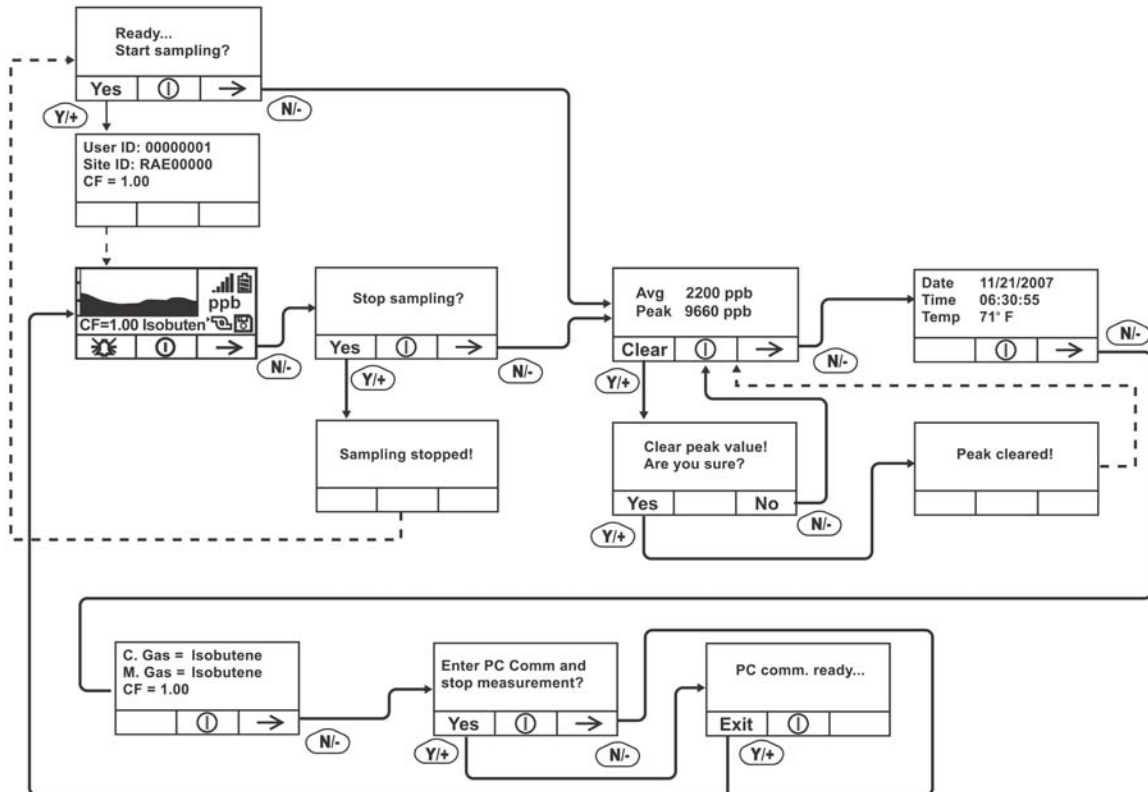 Ready...
Start sampling?
Yes
Y/+
N/-
User ID: 00000001
Site ID: RAE00000
CF = 1.00
ppb
CF=1.00 Isobuten
N/-
Stop sampling?
Yes
Y/+
N/-
Sampling stopped!
Avg 2200 ppb
Peak 9660 ppb
Clear
Y/+
N/-
Date 11/21/2007
Time 06:30:55
Temp 71° F
N/-
Clear peak value!
Are you sure?
Yes No
Y/+
N/-
Peak cleared!
C. Gas = Isobutene
M. Gas = Isobutene
CF = 1.00
N/-
Enter PC Comm and
stop measurement?
Yes
Y/+
N/-
PC comm. ready...
Exit
Y/+